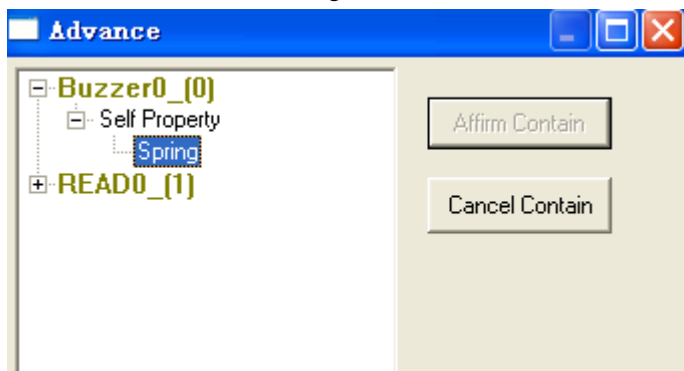 Advance
Buzzer0_(0)
Self Property
Affirm Contain
Spring
READ0_(1)
Cancel Contain